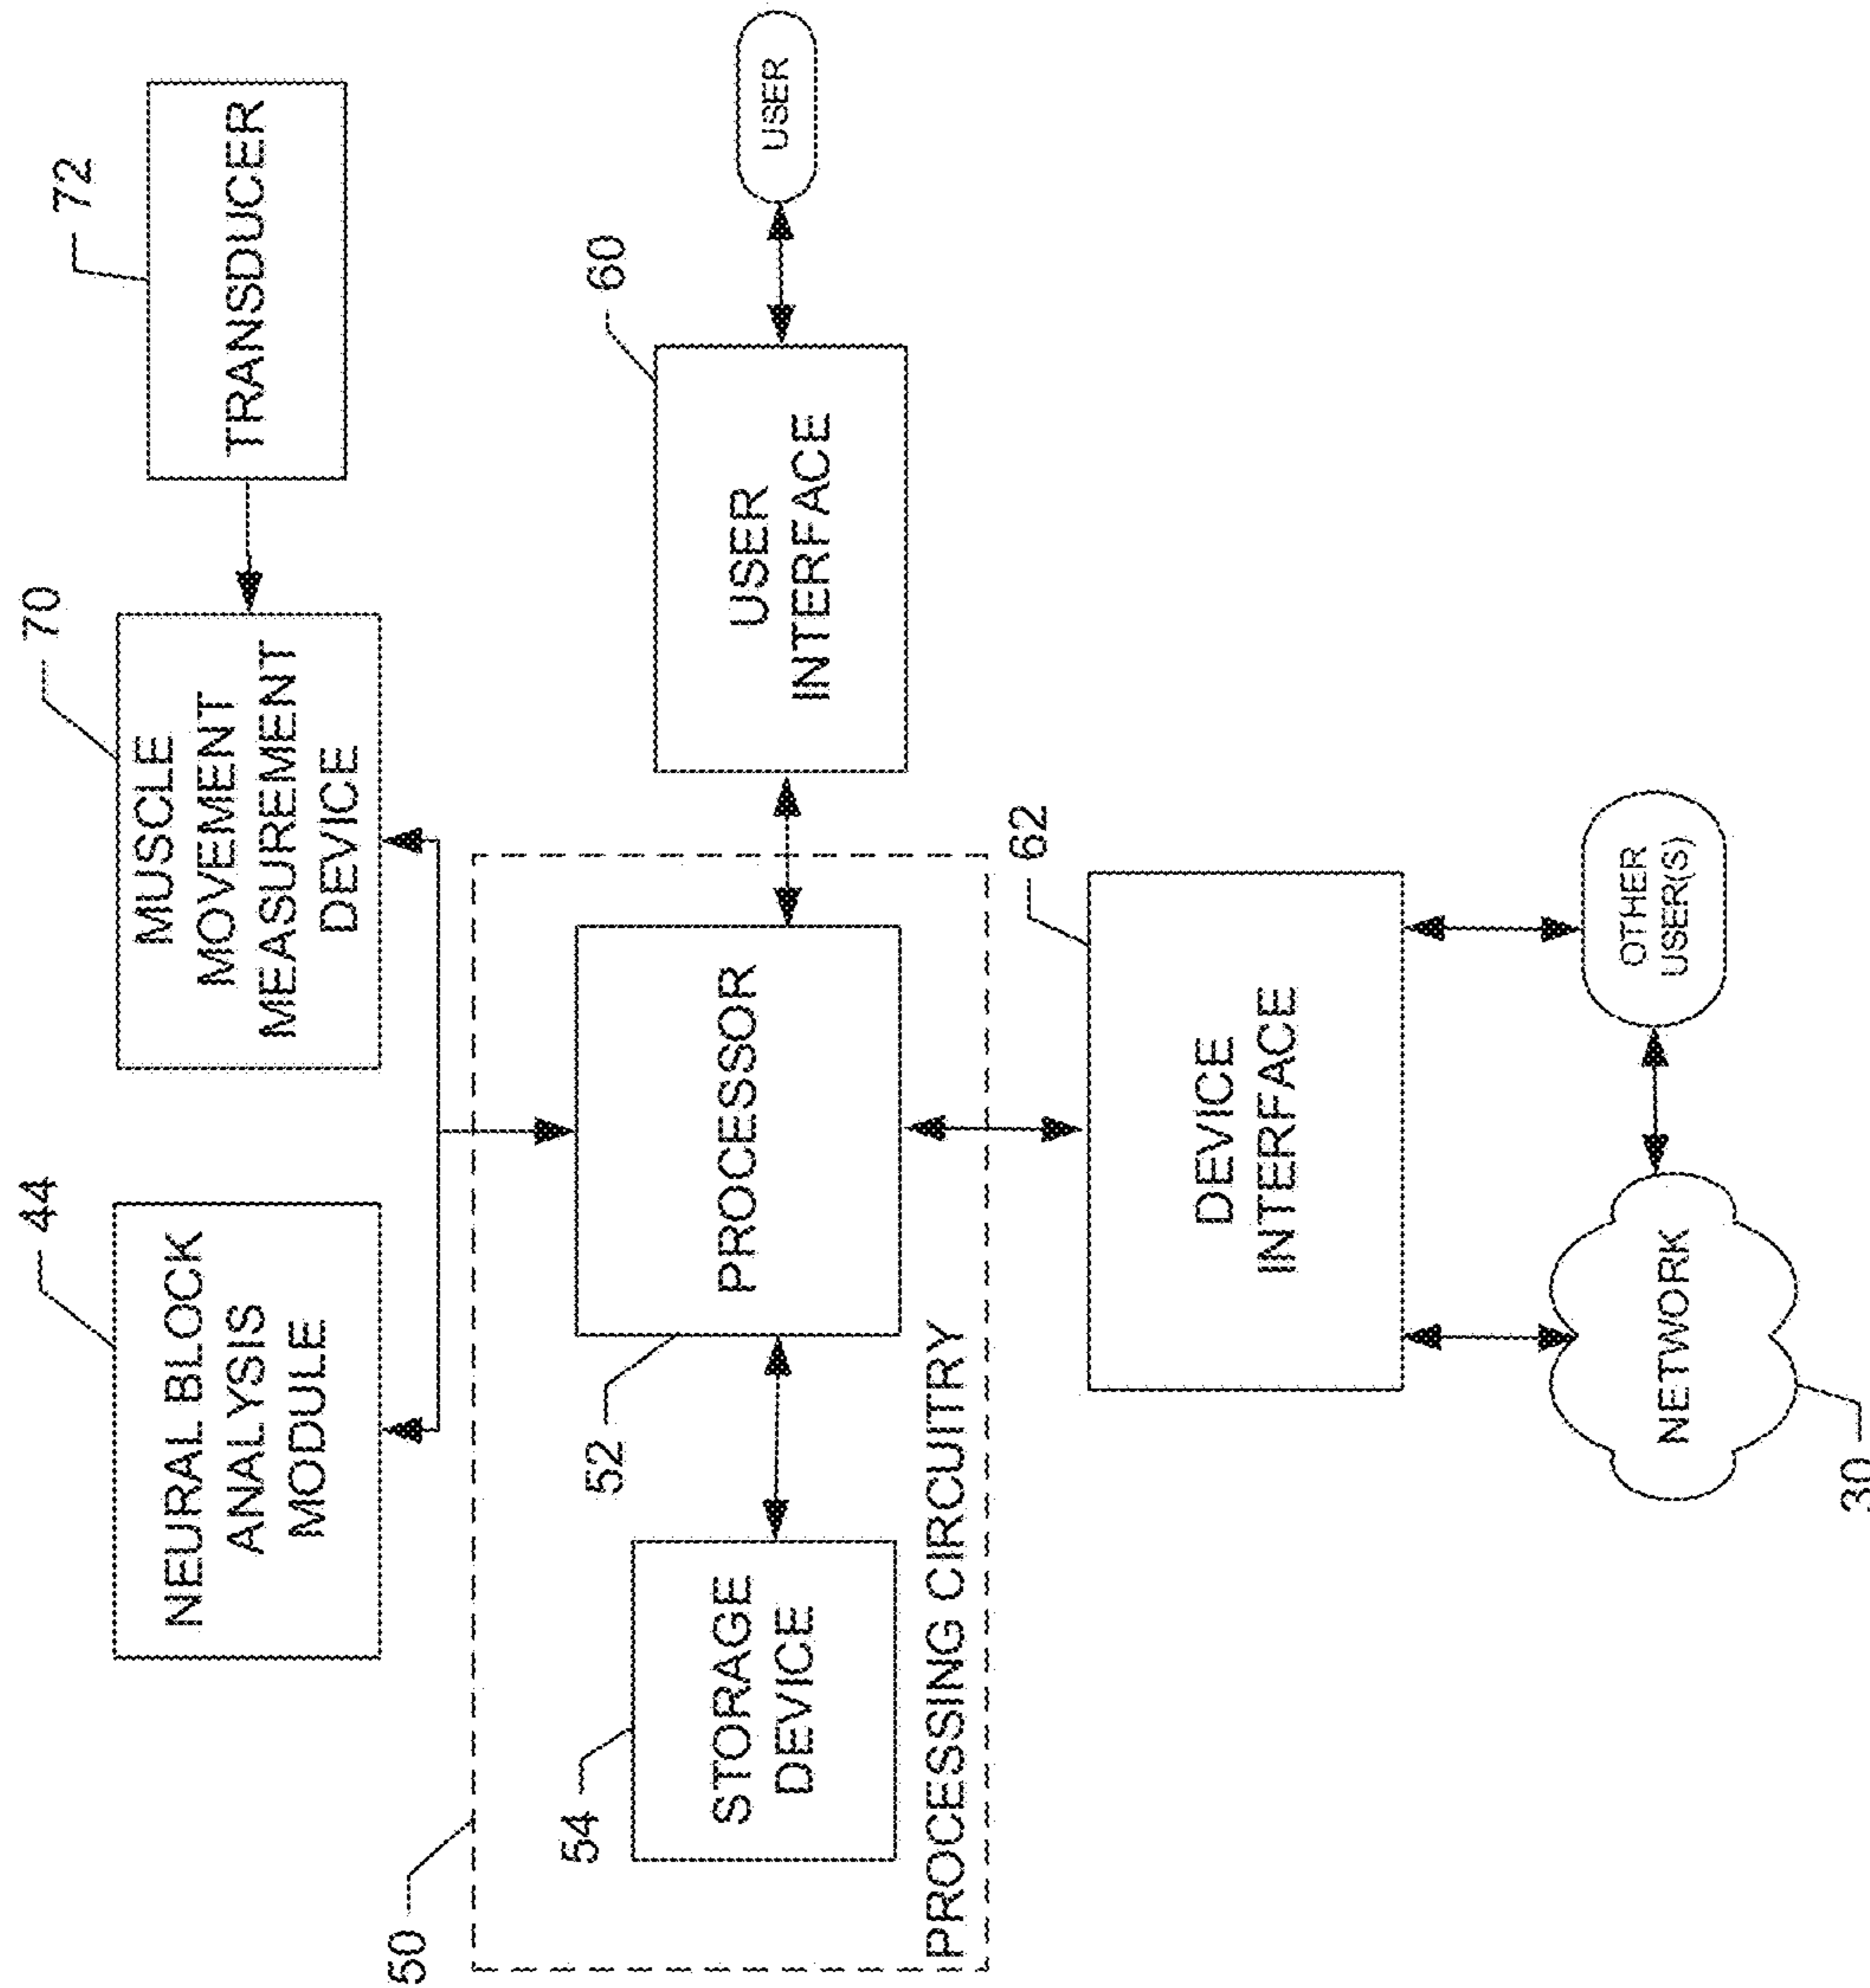 44
NEURAL BLOCK
ANALYSIS
MODULE
70
MUSCLE
MOVEMENT
MEASUREMENT
DEVICE
72
TRANSDUCER
50
54
STORAGE
DEVICE
52
PROCESSOR
PROCESSING CIRCUITRY
60
USER
INTERFACE
USER
62
DEVICE
INTERFACE
NETWORK
30
OTHER
USER(S)